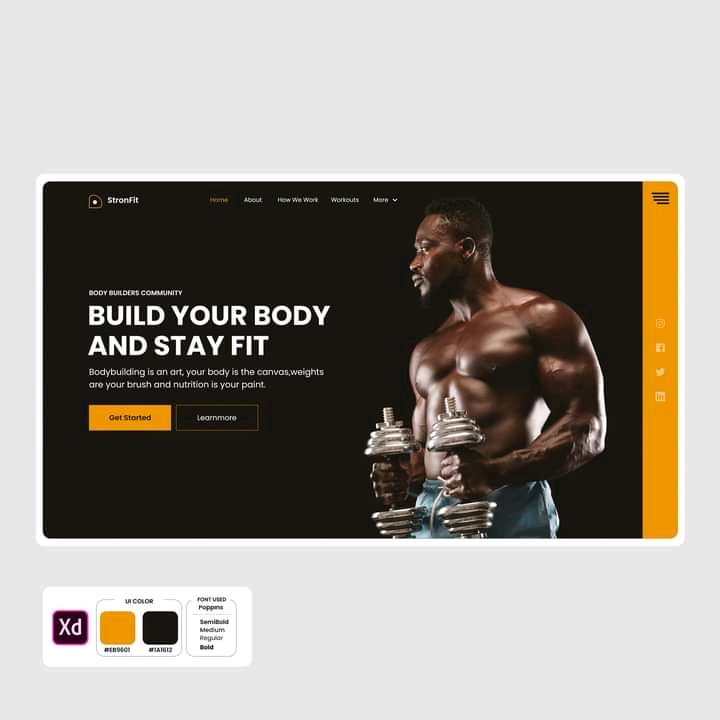 StronFit
Home About How We Work Workouts More
BODY BUILDERS COMMUNITY
BUILD YOUR BODY
AND STAY FIT
Bodybuilding is an art, your body is the canvas,weights
are your brush and nutrition is your paint.
Get Started Learnmore
Xd
UI COLOR
#EB9601 #1A1612
FONT USED
Poppins
SemiBold
Medium
Regular
Bold